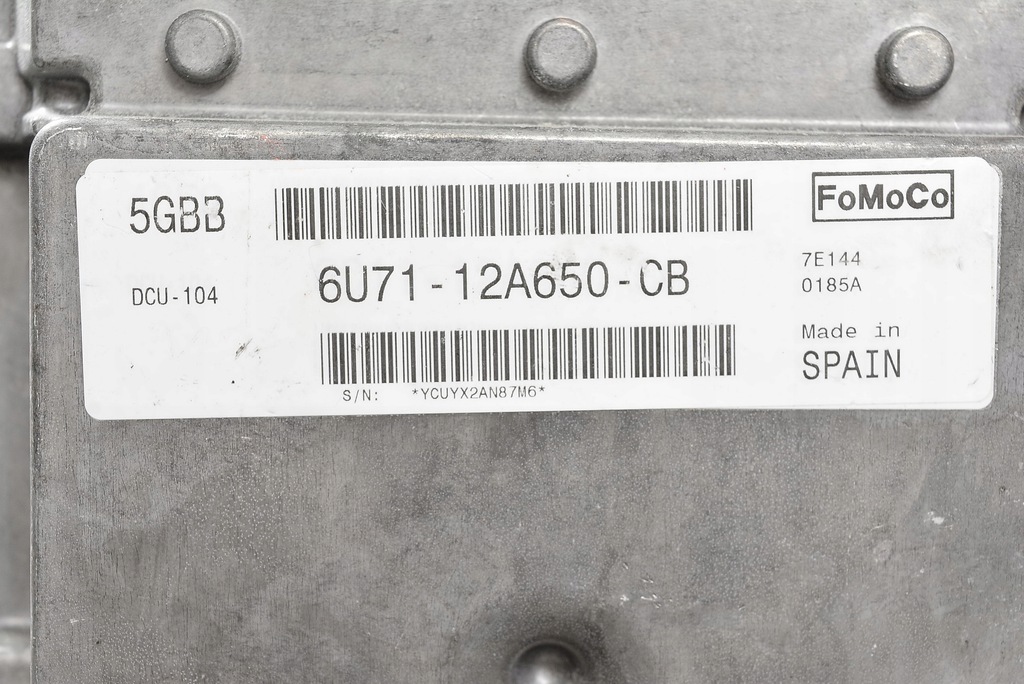 5GBB
FoMoCo
6U71-12A650-CB
DCU-104
7E144
0185A
Made in
SPAIN
S/N: *YCUYX2AN87M6*